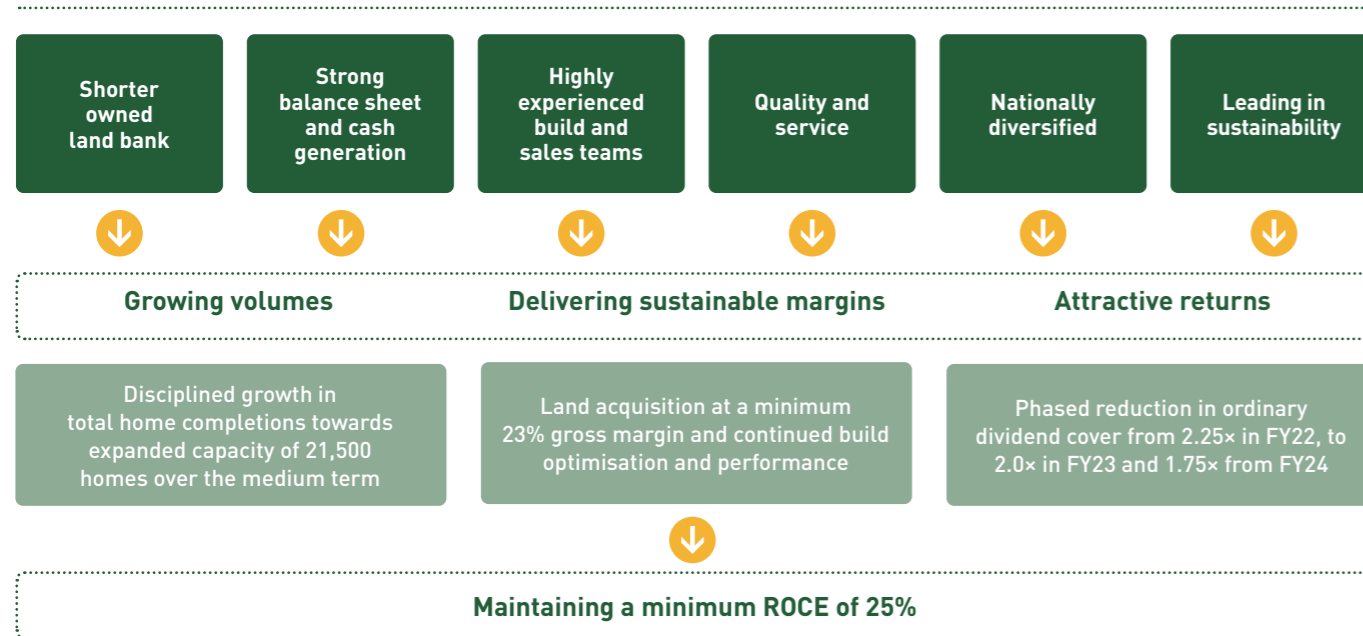 Shorter
owned
land bank
Strong
balance sheet
and cash
generation
Highly
experienced
build and
sales teams
Quality and
service
Nationally
diversified
Leading in
sustainability
Growing volumes
Delivering sustainable margins
Attractive returns
Disciplined growth in
total home completions towards
expanded capacity of 21,500
homes over the medium term
Land acquisition at a minimum
23% gross margin and continued build
optimisation and performance
Phased reduction in ordinary
dividend cover from 2.25× in FY22, to
2.0× in FY23 and 1.75× from FY24
Maintaining a minimum ROCE of 25%